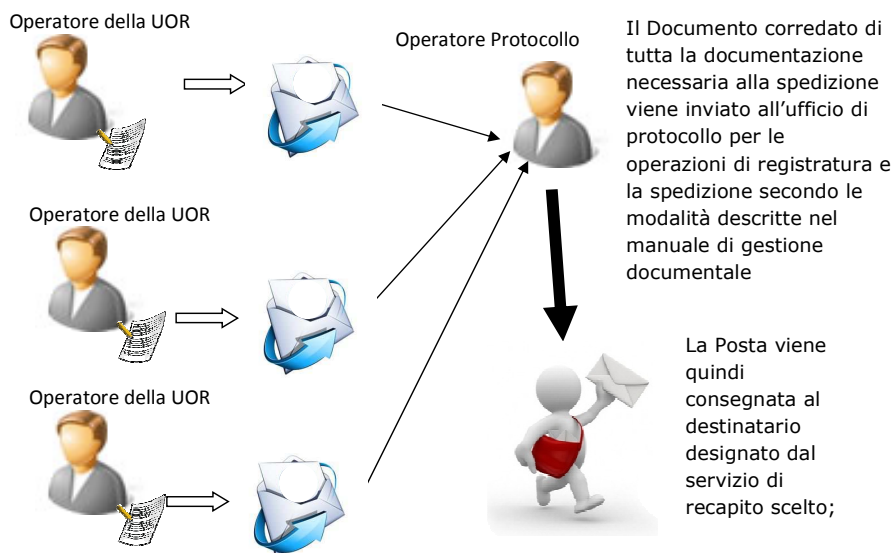 Operatore della UOR
Operatore Protocollo
Il Documento corredato di
tutta la documentazione
necessaria alla spedizione
viene inviato all’ufficio di
protocollo per le
operazioni di registratura e
la spedizione secondo le
modalità descritte nel
manuale di gestione
documentale
Operatore della UOR
Operatore della UOR
La Posta viene
quindi
consegnata al
destinatario
designato dal
servizio di
recapito scelto;